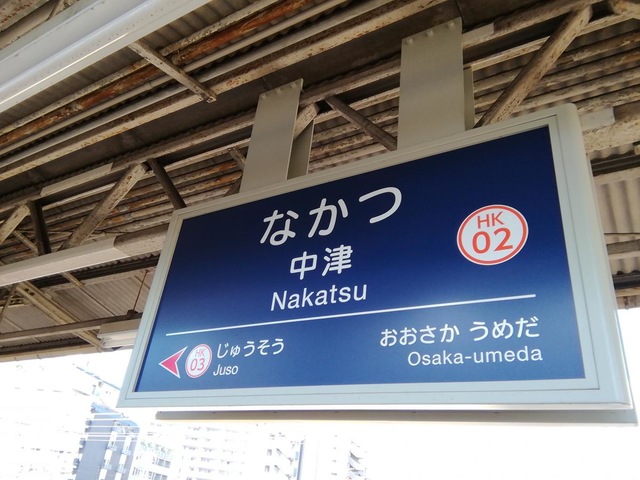 なかつ
中津
Nakatsu
HK
02
HK
03
じゅうそう
Juso
おおさか うめだ
Osaka-umeda